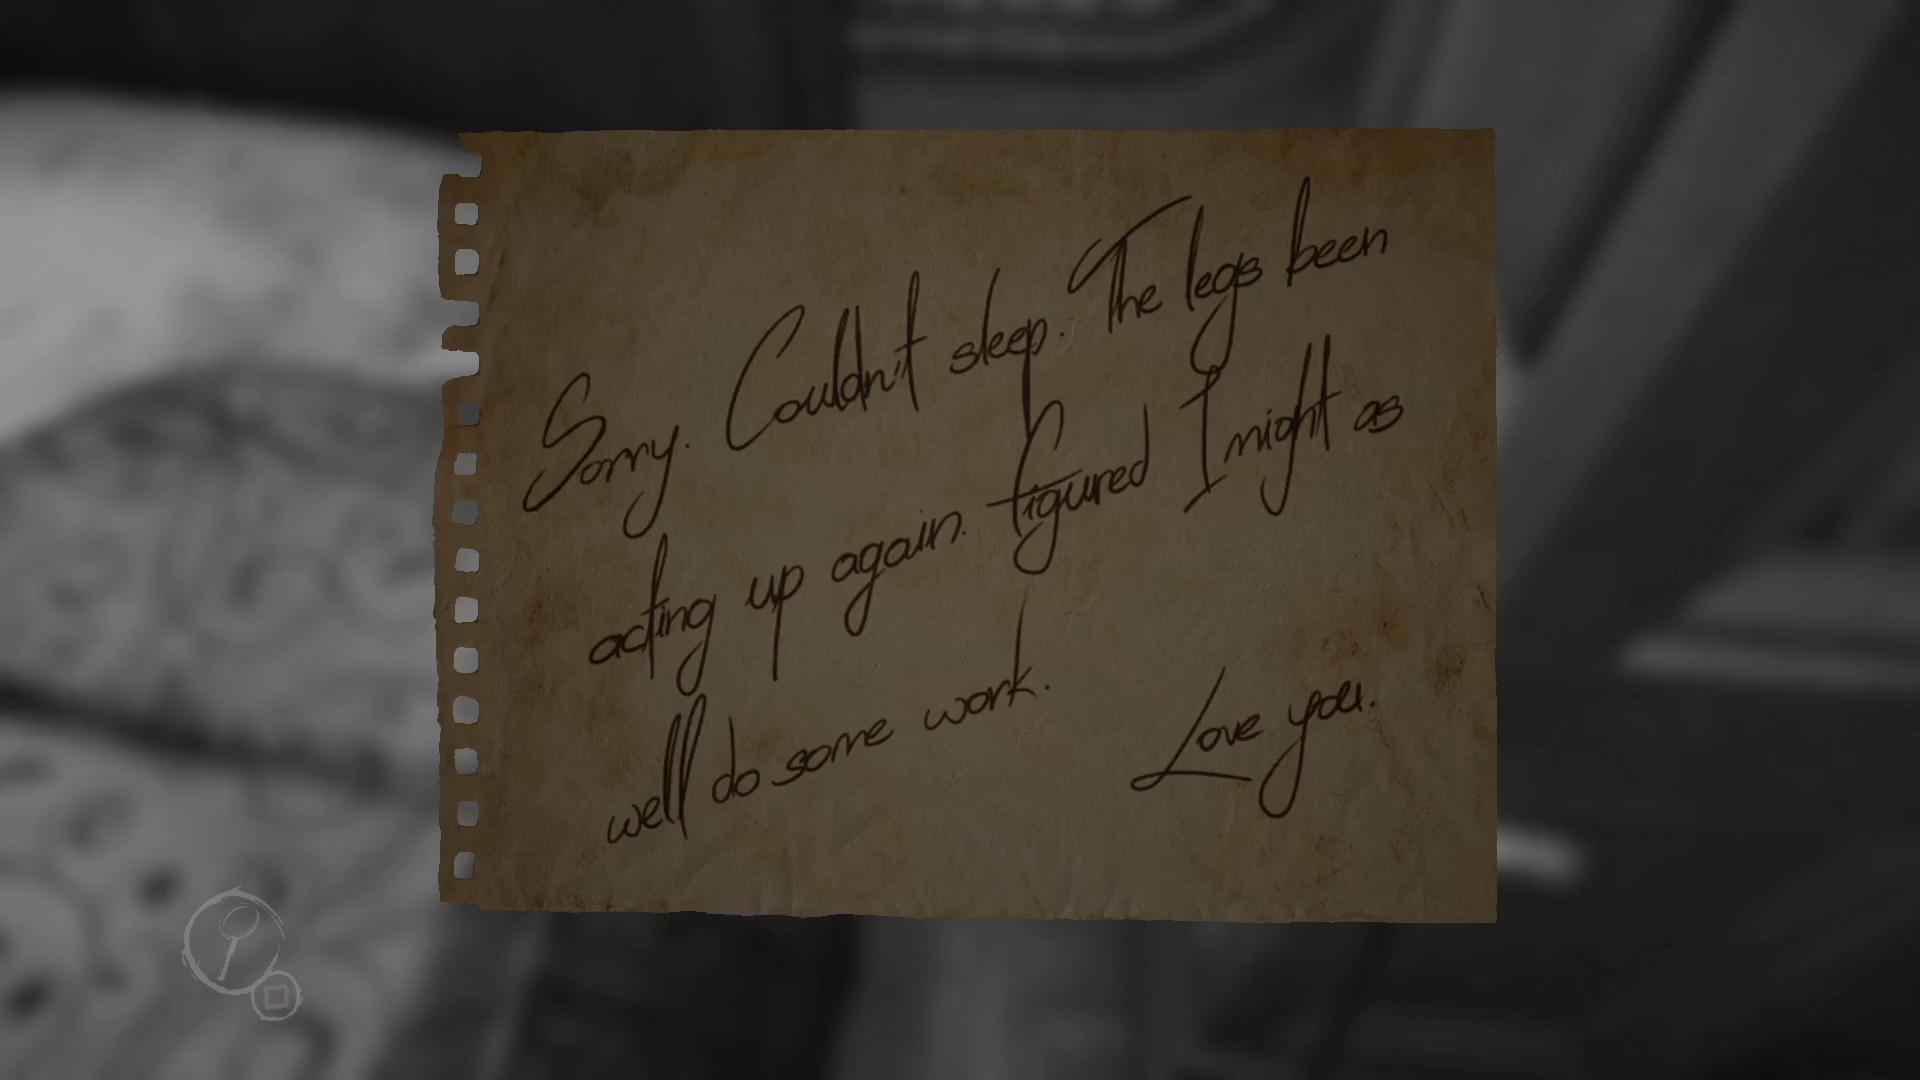 Sorry. Couldn't sleep. The legs been
acting up again. figured I might as
well do some work.
Love you.